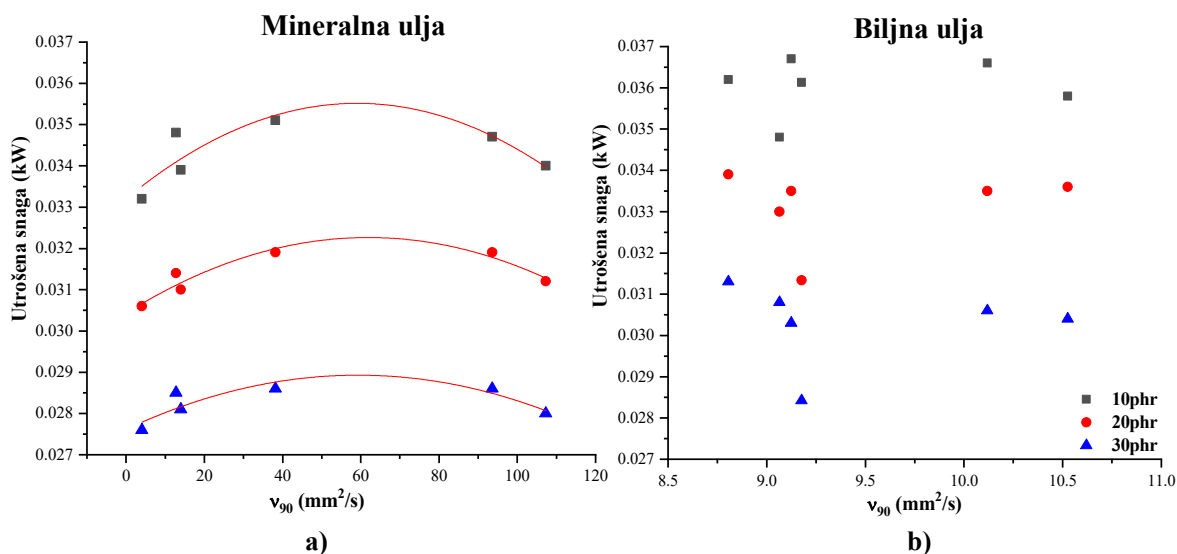 Mineralna ulja
0.037
0.036
0.035
0.034
0.033
0.032
0.031
0.030
0.029
0.028
0.027
Utrošena snaga (kW)
0 20 40 60 80 100 120
ν90 (mm²/s)
a)
Biljna ulja
0.037
0.036
0.035
0.034
0.033
0.032
0.031
0.030
0.029
0.028
0.027
Utrošena snaga (kW)
10phr
20phr
30phr
8.5 9.0 9.5 10.0 10.5 11.0
ν90 (mm²/s)
b)